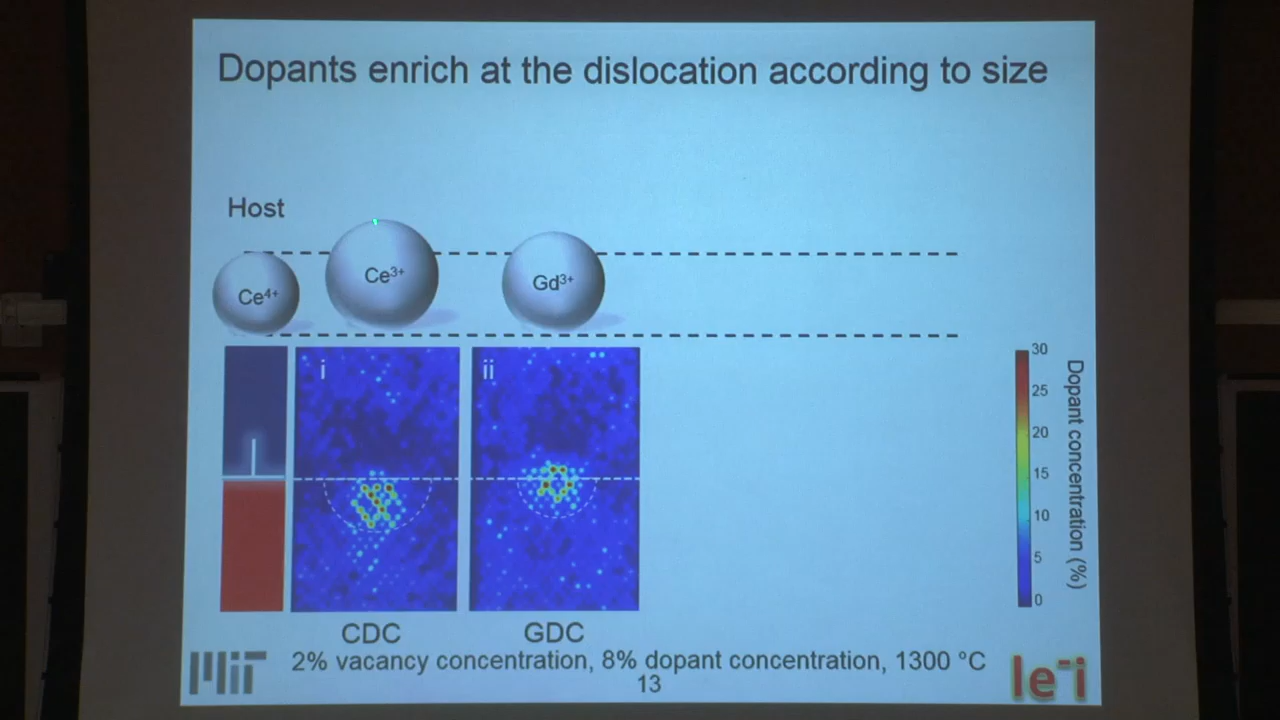 Dopants enrich at the dislocation according to size
Host
Ce4+
Ce3+
Gd3+
i
ii
30
25
20
15
10
5
0
Dopant concentration (%)
CDC
GDC
2% vacancy concentration, 8% dopant concentration, 1300 °C
13
MIT
le⁻i